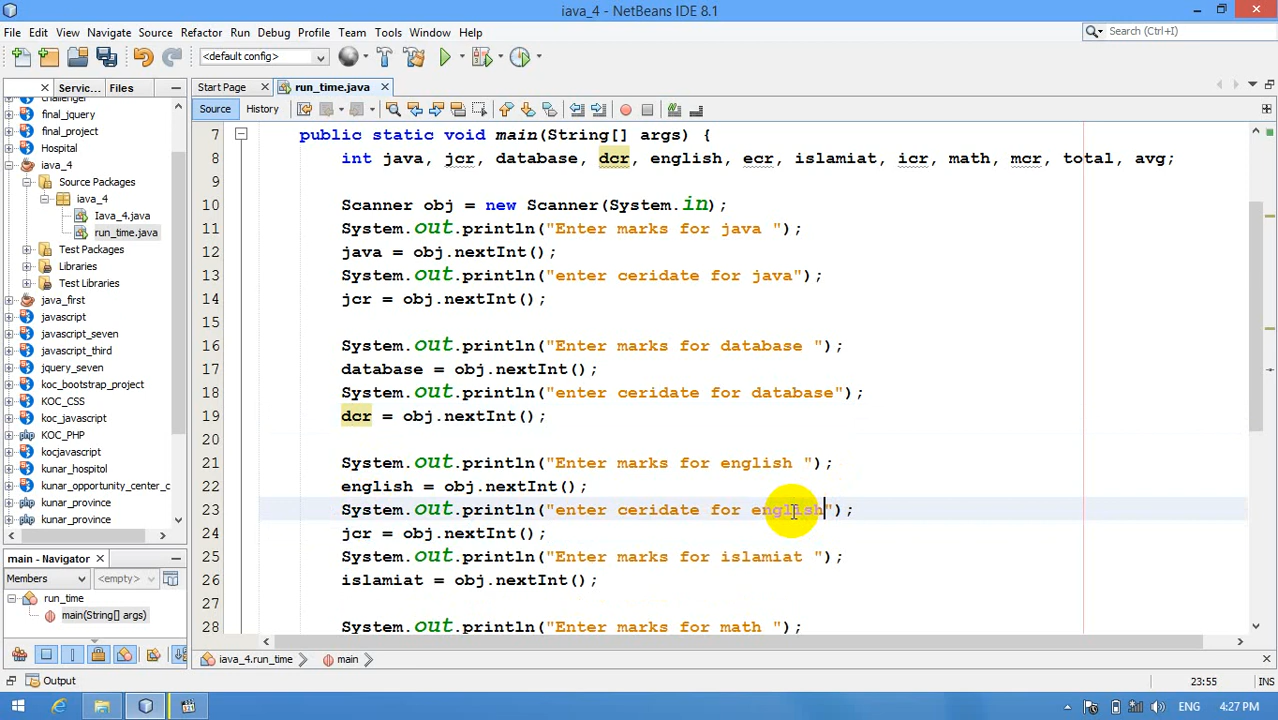 iava_4 - NetBeans IDE 8.1
File Edit View Navigate Source Refactor Run Debug Profile Team Tools Window Help
Search (Ctrl+I)
<default config>
Servic... Files
Start Page run_time.java
Source History
challenger
final_jquery
final_project
Hospital
iava_4
Source Packages
iava_4
Iava_4.java
run_time.java
Test Packages
Libraries
Test Libraries
java_first
javascript
javascript_seven
javascript_third
jquery_seven
koc_bootstrap_project
KOC_CSS
koc_javascript
KOC_PHP
kocjavascript
kunar_hospitol
kunar_opportunity_center_c
kunar_province
kunar_province
7 public static void main(String[] args) {
8 int java, jcr, database, dcr, english, ecr, islamiat, icr, math, mcr, total, avg;
9
10 Scanner obj = new Scanner(System.in);
11 System.out.println("Enter marks for java ");
12 java = obj.nextInt();
13 System.out.println("enter ceridate for java");
14 jcr = obj.nextInt();
15
16 System.out.println("Enter marks for database ");
17 database = obj.nextInt();
18 System.out.println("enter ceridate for database");
19 dcr = obj.nextInt();
20
21 System.out.println("Enter marks for english ");
22 english = obj.nextInt();
23 System.out.println("enter ceridate for english");
24 jcr = obj.nextInt();
25 System.out.println("Enter marks for islamiat ");
26 islamiat = obj.nextInt();
27
28 System.out.println("Enter marks for math ");
main - Navigator
Members <empty>
run_time
main(String[] args)
iava_4.run_time main
Output
23:55 INS
ENG 4:27 PM